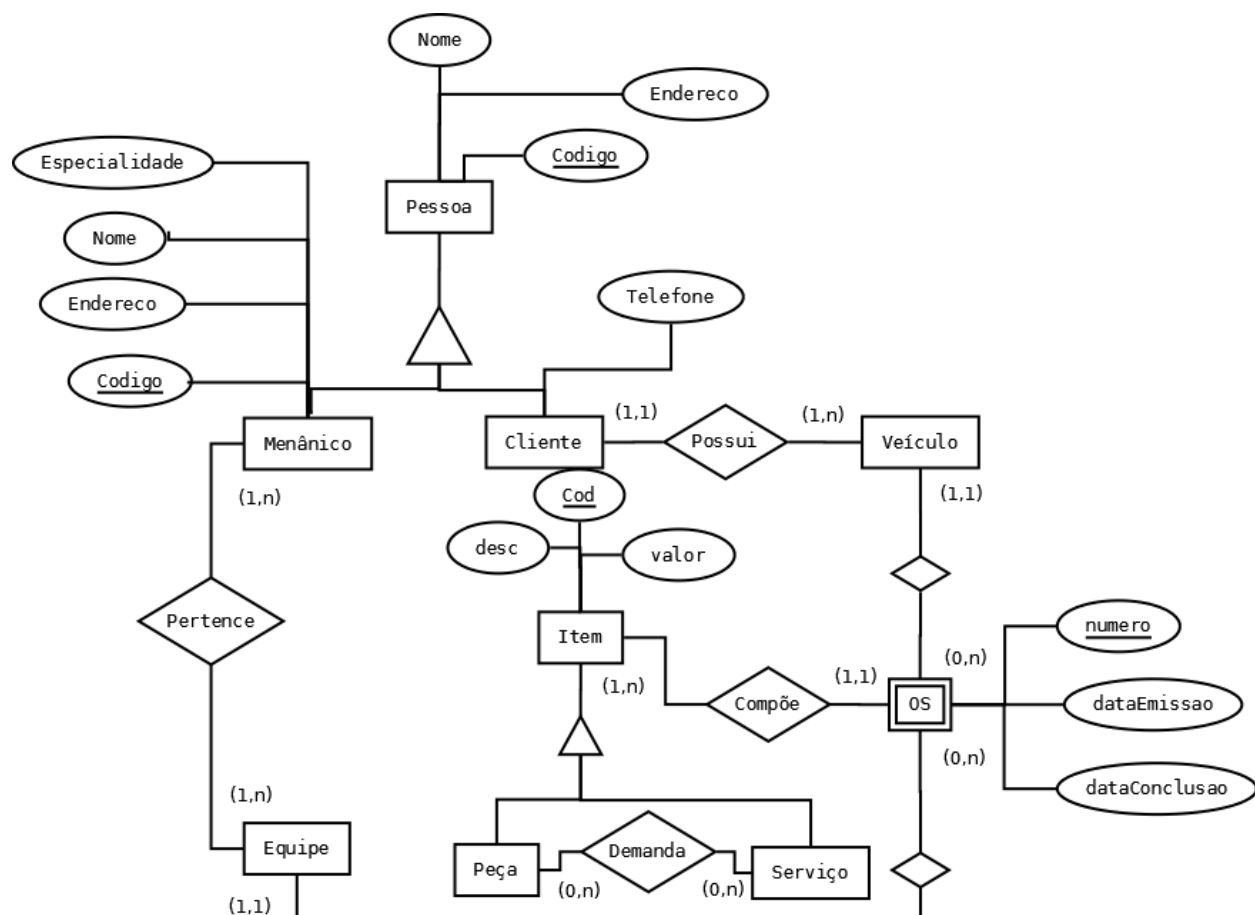 Nome
Endereco
Codigo
Pessoa
Especialidade
Nome
Endereco
Codigo
Telefone
Menânico
Cliente
(1,1)
Possui
(1,n)
Veículo
(1,n)
(1,1)
Cod
desc
valor
Pertence
Item
(1,n)
Compõe
(1,1)
(0,n)
OS
(0,n)
numero
dataEmissao
dataConclusao
(1,n)
Equipe
(1,1)
Peça
(0,n)
Demanda
(0,n)
Serviço